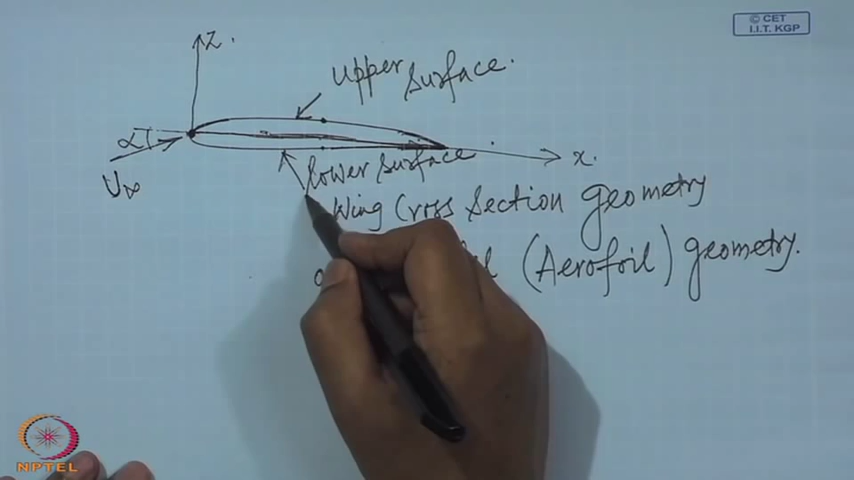 © CET
I.I.T. KGP
Z.
Upper Surface.
α
U∞
x.
lower surface
Wing Cross Section geometry
(Aerofoil) geometry.
NPTEL